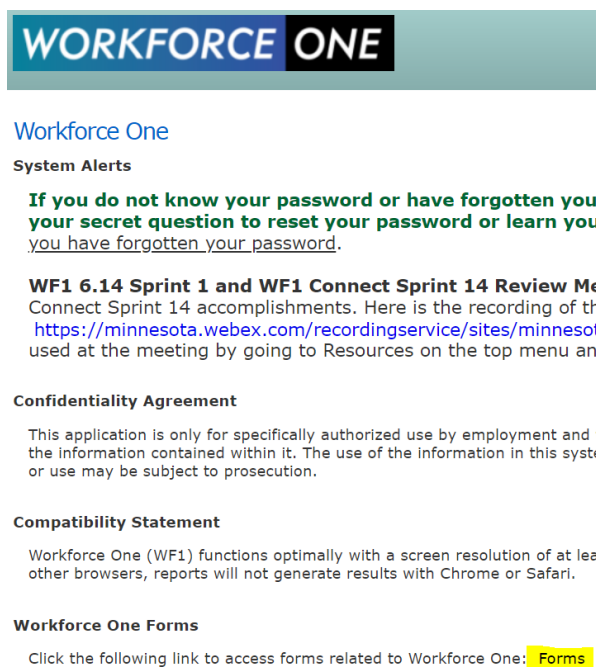 WORKFORCE ONE
Workforce One
System Alerts
If you do not know your password or have forgotten you
your secret question to reset your password or learn you
you have forgotten your password.
WF1 6.14 Sprint 1 and WF1 Connect Sprint 14 Review Me
Connect Sprint 14 accomplishments. Here is the recording of th
https://minnesota.webex.com/recordingservice/sites/minnesot
used at the meeting by going to Resources on the top menu an
Confidentiality Agreement
This application is only for specifically authorized use by employment and
the information contained within it. The use of the information in this syste
or use may be subject to prosecution.
Compatibility Statement
Workforce One (WF1) functions optimally with a screen resolution of at lea
other browsers, reports will not generate results with Chrome or Safari.
Workforce One Forms
Click the following link to access forms related to Workforce One: Forms